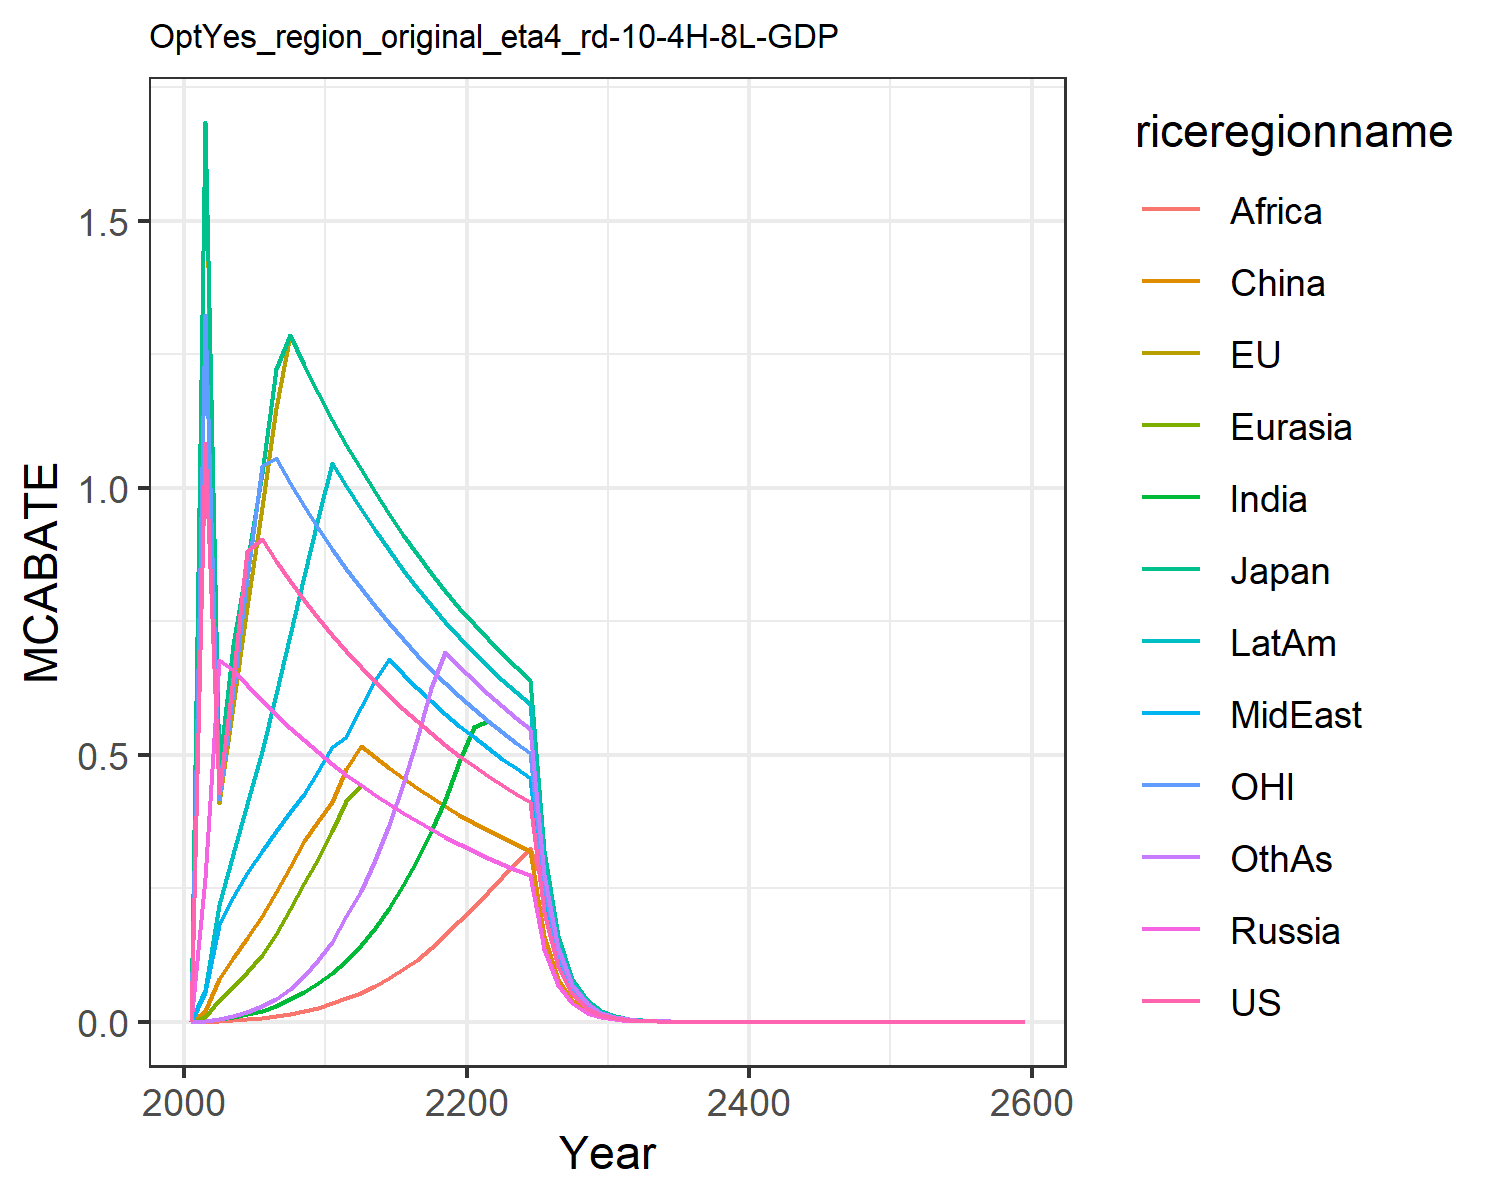 OptYes_region_original_eta4_rd-10-4H-8L-GDP
MCABATE
1.5
1.0
0.5
0.0
2000
2200
2400
2600
Year
riceregionname
Africa
China
EU
Eurasia
India
Japan
LatAm
MidEast
OHI
OthAs
Russia
US